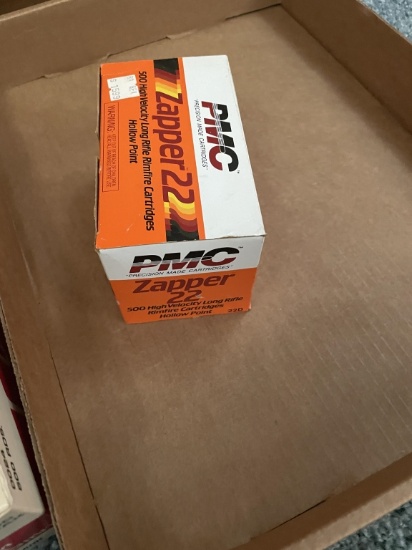 PMC
"PRECISION MADE CARTRIDGES"
Zapper 22
500 High Velocity Long Rifle Rimfire Cartridges
Hollow Point
WARNING:
PMC
"PRECISION MADE CARTRIDGES"
Zapper
22
500 High Velocity Long Rifle
Rimfire Cartridges
Hollow Point